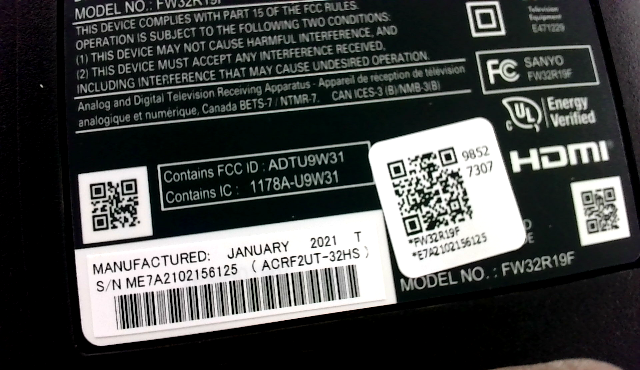 MODEL NO.: FW32R19F
THIS DEVICE COMPLIES WITH PART 15 OF THE FCC RULES.
OPERATION IS SUBJECT TO THE FOLLOWING TWO CONDITIONS:
(1) THIS DEVICE MAY NOT CAUSE HARMFUL INTERFERENCE, AND
(2) THIS DEVICE MUST ACCEPT ANY INTERFERENCE RECEIVED,
INCLUDING INTERFERENCE THAT MAY CAUSE UNDESIRED OPERATION.
Analog and Digital Television Receiving Apparatus - Appareil de réception de télévision
analogique et numérique, Canada BETS-7 / NTMR-7. CAN ICES-3 (B)/NMB-3(B)
Television
Equipment
E471229
FC SANYO
FW32R19F
UL Energy
Verified
HDMI
Contains FCC ID : ADTU9W31
Contains IC : 1178A-U9W31
9852
7307
*FW32R19F
*E7A2102156125
MANUFACTURED: JANUARY 2021 T
S/N ME7A2102156125 ( ACRF2UT-32HS )
MODEL NO. : FW32R19F